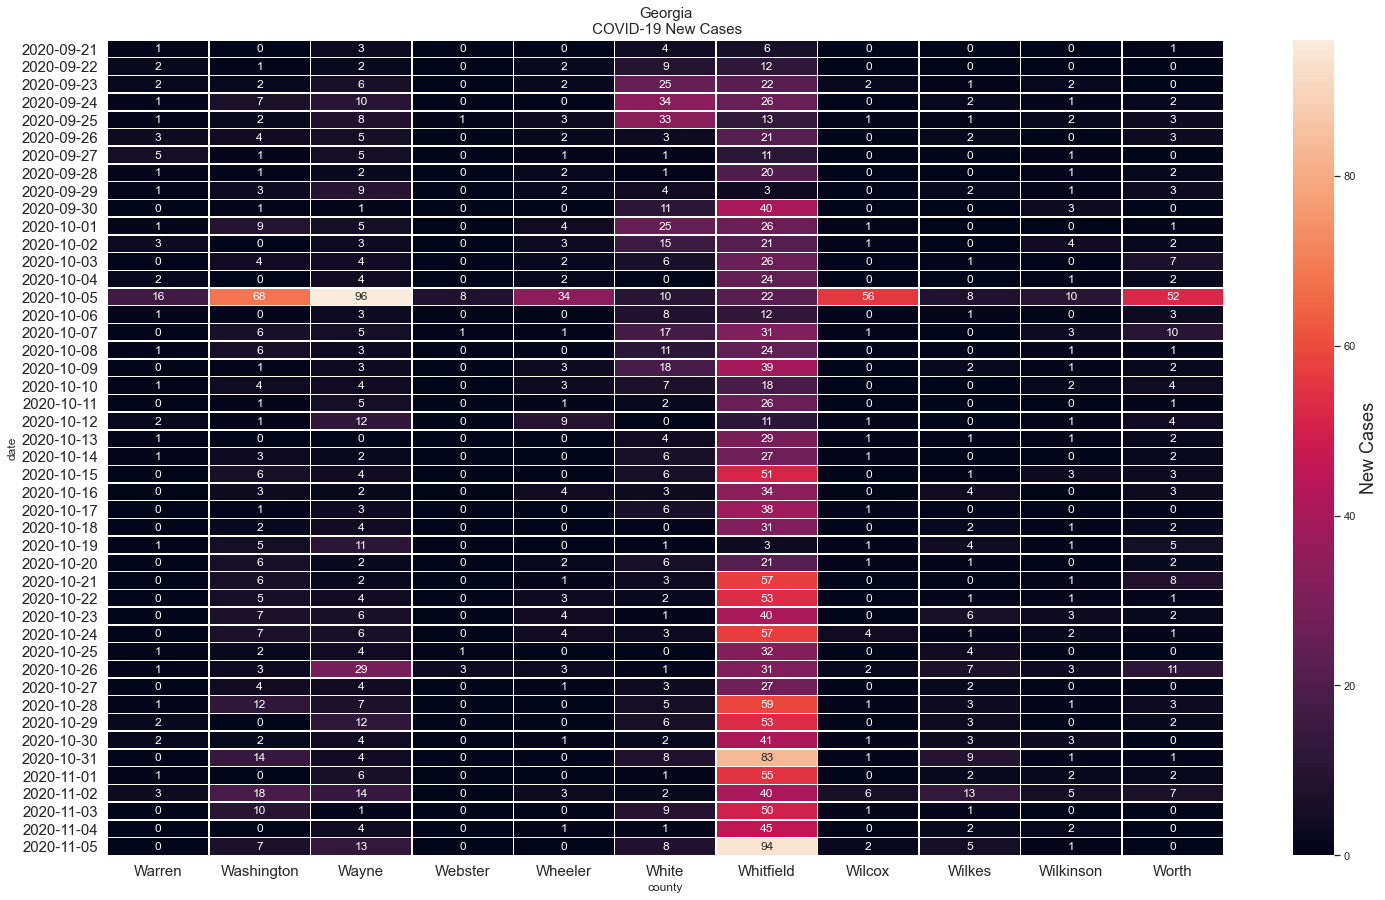 Georgia
COVID-19 New Cases
2020-09-21 1 0 3 0 0 4 6 0 0 0 1
2020-09-22 2 1 2 0 2 9 12 0 0 0 0
2020-09-23 2 2 6 0 2 25 22 2 1 2 0
2020-09-24 1 7 10 0 0 34 26 0 2 1 2
2020-09-25 1 2 8 1 3 33 13 1 1 2 3
2020-09-26 3 4 5 0 2 3 21 0 2 0 3
2020-09-27 5 1 5 0 1 1 11 0 0 1 0
2020-09-28 1 1 2 0 2 1 20 0 0 1 2
2020-09-29 1 3 9 0 2 4 3 0 2 1 3
2020-09-30 0 1 1 0 0 11 40 0 0 3 0
2020-10-01 1 9 5 0 4 25 26 1 0 0 1
2020-10-02 3 0 3 0 3 15 21 1 0 4 2
2020-10-03 0 4 4 0 2 6 26 0 1 0 7
2020-10-04 2 0 4 0 2 0 24 0 0 1 2
2020-10-05 16 68 96 8 34 10 22 56 8 10 52
2020-10-06 1 0 3 0 0 8 12 0 1 0 3
2020-10-07 0 6 5 1 1 17 31 1 0 3 10
2020-10-08 1 6 3 0 0 11 24 0 0 1 1
2020-10-09 0 1 3 0 3 18 39 0 2 1 2
2020-10-10 1 4 4 0 3 7 18 0 0 2 4
2020-10-11 0 1 5 0 1 2 26 0 0 0 1
2020-10-12 2 1 12 0 9 0 11 1 0 1 4
2020-10-13 1 0 0 0 0 4 29 1 1 1 2
2020-10-14 1 3 2 0 0 6 27 1 0 0 2
2020-10-15 0 6 4 0 0 6 51 0 1 3 3
2020-10-16 0 3 2 0 4 3 34 0 4 0 3
2020-10-17 0 1 3 0 0 6 38 1 0 0 0
2020-10-18 0 2 4 0 0 0 31 0 2 1 2
2020-10-19 1 5 11 0 0 1 3 1 4 1 5
2020-10-20 0 6 2 0 2 6 21 1 1 0 2
2020-10-21 0 6 2 0 1 3 57 0 0 1 8
2020-10-22 0 5 4 0 3 2 53 0 1 1 1
2020-10-23 0 7 6 0 4 1 40 0 6 3 2
2020-10-24 0 7 6 0 4 3 57 4 1 2 1
2020-10-25 1 2 4 1 0 0 32 0 4 0 0
2020-10-26 1 3 29 3 3 1 31 2 7 3 11
2020-10-27 0 4 4 0 1 3 27 0 2 0 0
2020-10-28 1 12 7 0 0 5 59 1 3 1 3
2020-10-29 2 0 12 0 0 6 53 0 3 0 2
2020-10-30 2 2 4 0 1 2 41 1 3 3 0
2020-10-31 0 14 4 0 0 8 83 1 9 1 1
2020-11-01 1 0 6 0 0 1 55 0 2 2 2
2020-11-02 3 18 14 0 3 2 40 6 13 5 7
2020-11-03 0 10 1 0 0 9 50 1 1 0 0
2020-11-04 0 0 4 0 1 1 45 0 2 2 0
2020-11-05 0 7 13 0 0 8 94 2 5 1 0
Warren Washington Wayne Webster Wheeler White Whitfield Wilcox Wilkes Wilkinson Worth
county
date
80
60
40
20
0
New Cases